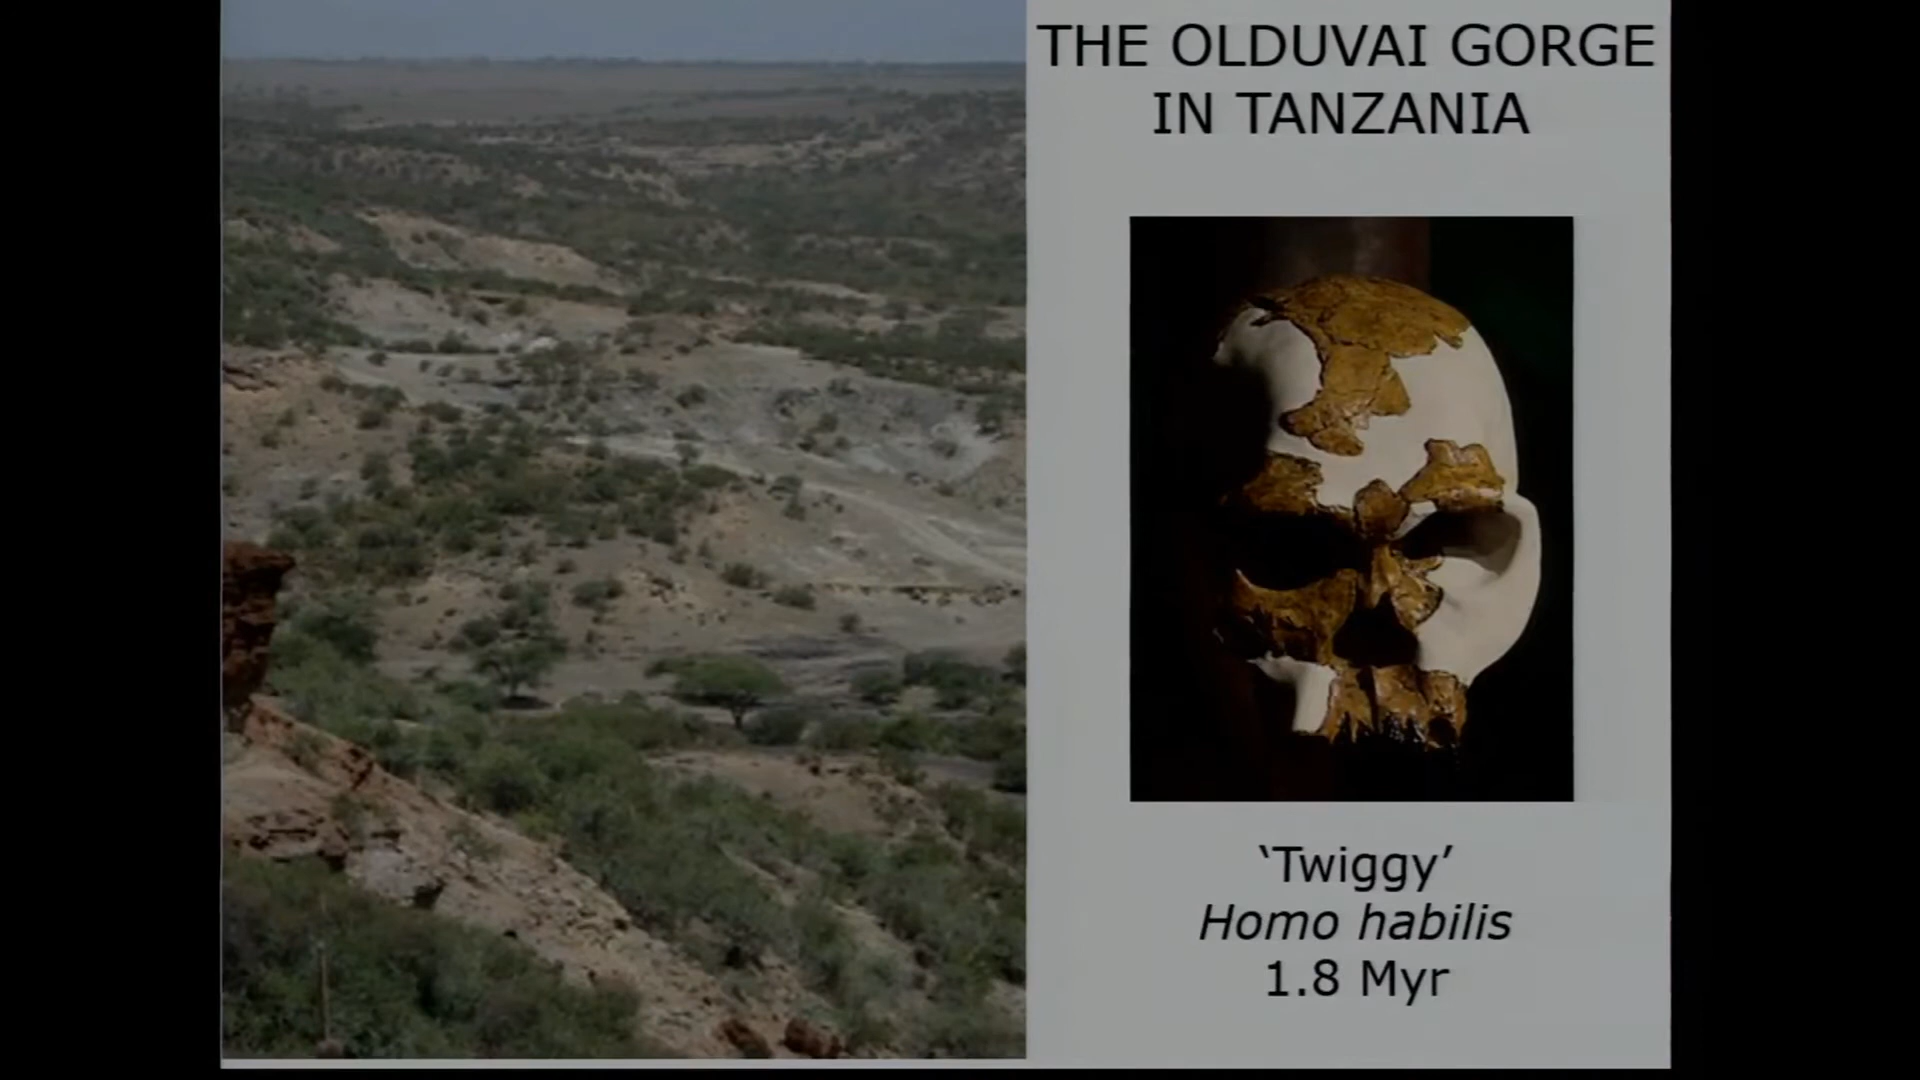 THE OLDUVAI GORGE
IN TANZANIA
‘Twiggy’
Homo habilis
1.8 Myr